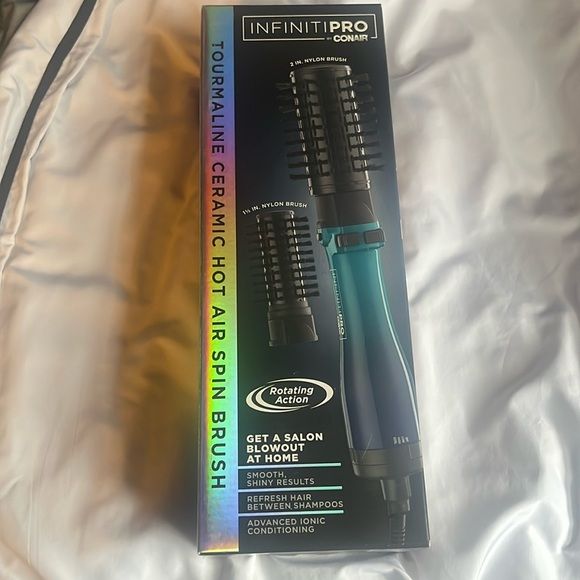 INFINITIPRO
BY CONAIR
TOURMALINE CERAMIC HOT AIR SPIN BRUSH
2 IN. NYLON BRUSH
1½ IN. NYLON BRUSH
INFINITIPRO
Rotating
Action
GET A SALON
BLOWOUT
AT HOME
SMOOTH,
SHINY RESULTS
REFRESH HAIR
BETWEEN SHAMPOOS
ADVANCED IONIC
CONDITIONING